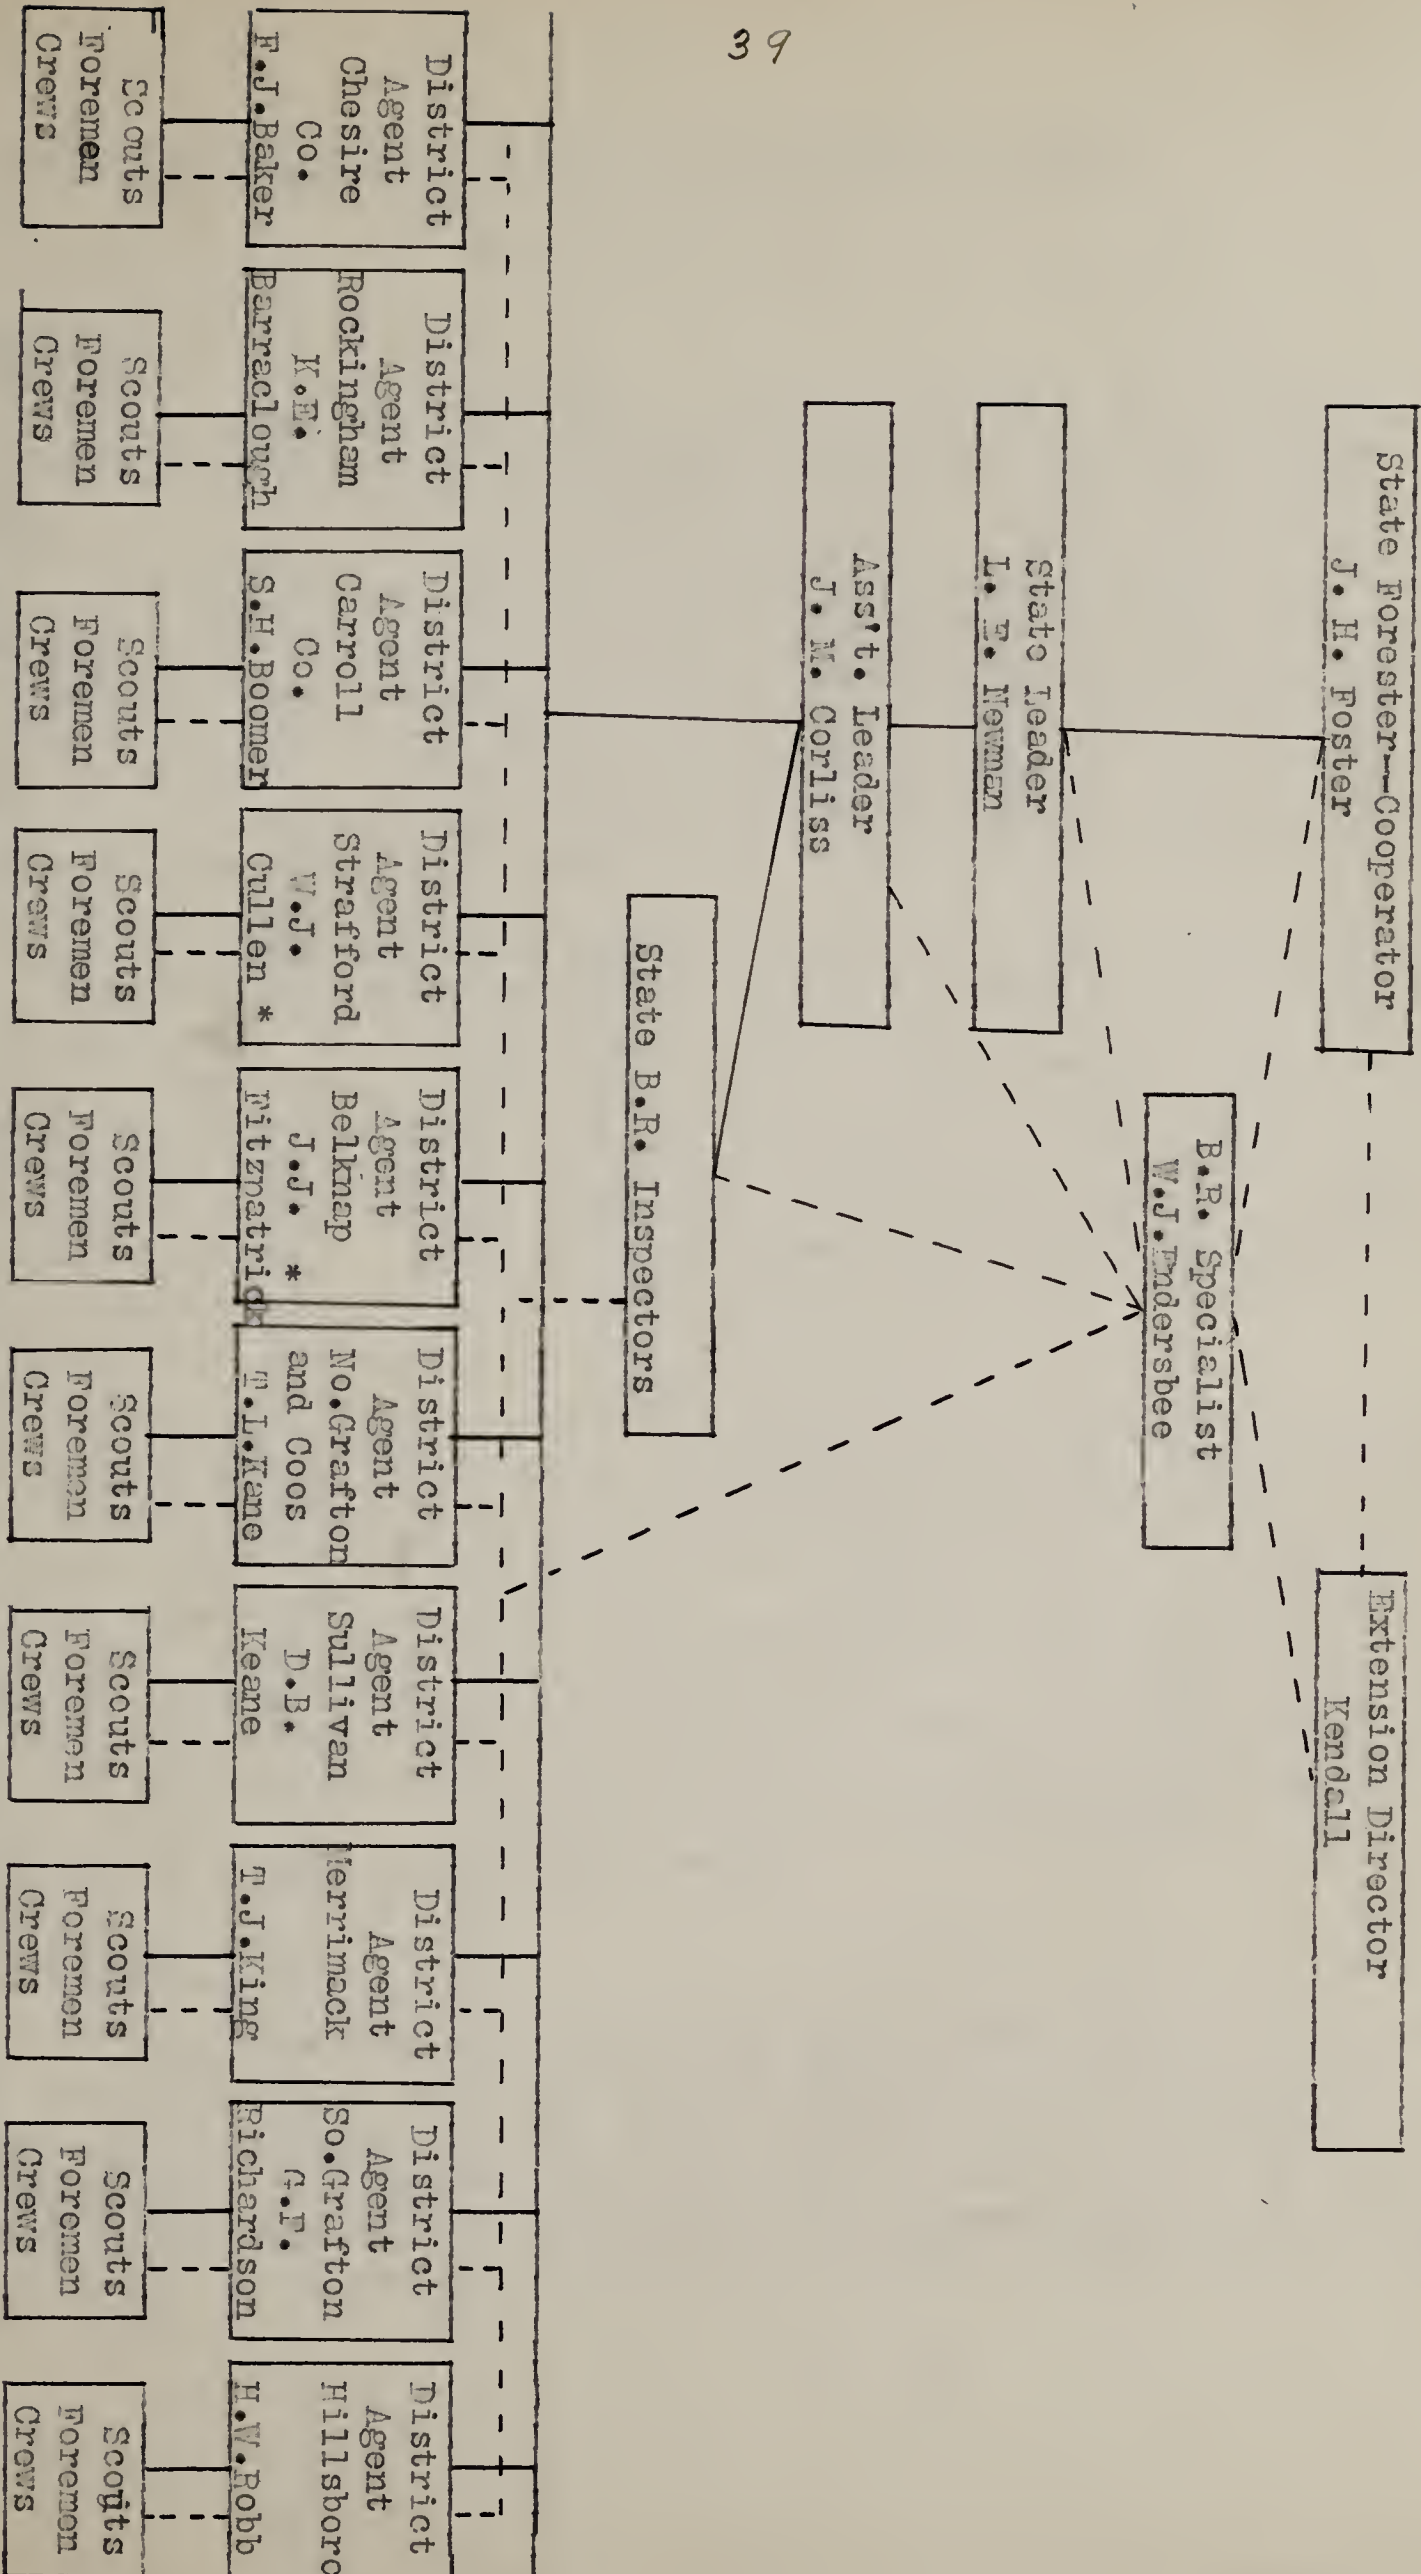 39
State Forester--Cooperator
J. H. Foster
Extension Director
Kendall
B.R. Specialist
W.J.Endersbee
State Leader
L. E. Newman
Ass't. Leader
J. M. Corliss
State B.R. Inspectors
District
Agent
Chesire
Co.
F.J.Baker
District
Agent
Rockingham
K.E.
Barraclough
District
Agent
Carroll
Co.
S.H.Boomer
District
Agent
Strafford
W.J.
Cullen *
District
Agent
Belknap
J.J. *
Fitzpatrick
District
Agent
No.Grafton
and Coos
T.L.Kane
District
Agent
Sullivan
D.B.
Keane
District
Agent
Merrimack
T.J.King
District
Agent
So.Grafton
G.F.
Richardson
District
Agent
Hillsboro
H.W.Robb
Scouts
Foremen
Crews
Scouts
Foremen
Crews
Scouts
Foremen
Crews
Scouts
Foremen
Crews
Scouts
Foremen
Crews
Scouts
Foremen
Crews
Scouts
Foremen
Crews
Scouts
Foremen
Crews
Scouts
Foremen
Crews
Scouts
Foremen
Crews